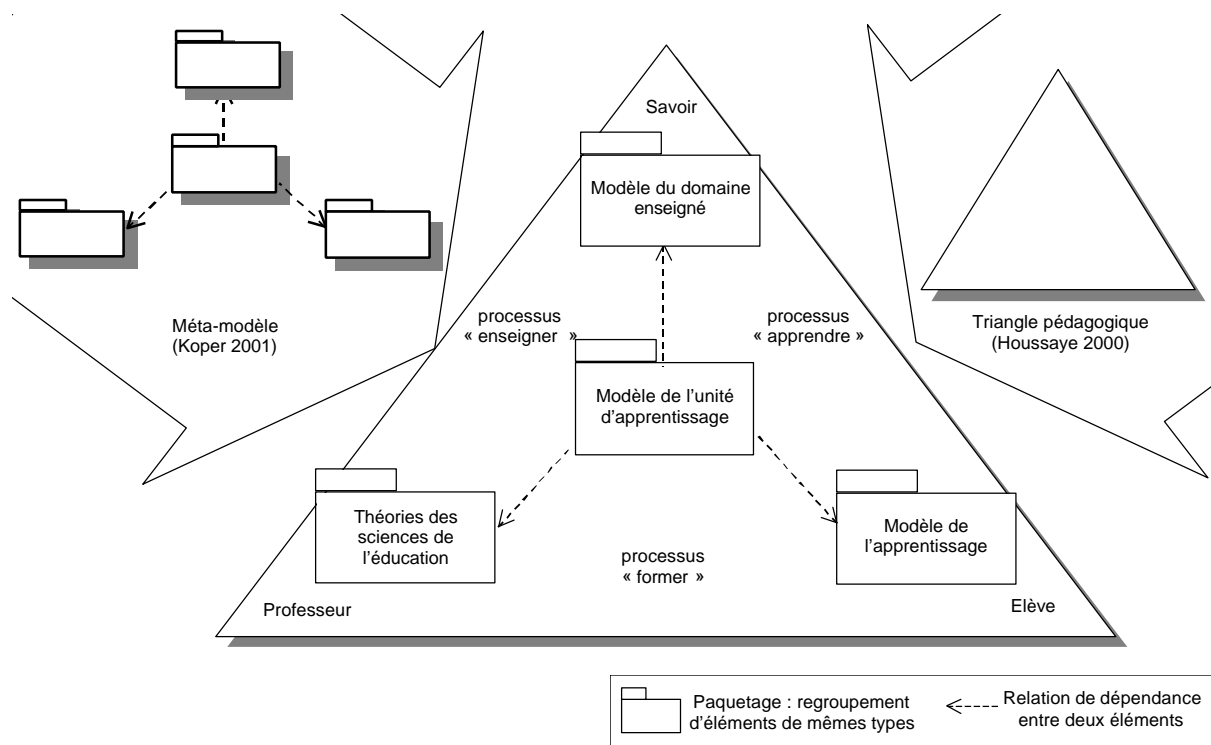 Savoir
Modèle du domaine
enseigné
processus
« enseigner »
processus
« apprendre »
Méta-modèle
(Koper 2001)
Triangle pédagogique
(Houssaye 2000)
Modèle de l'unité
d'apprentissage
Théories des
sciences de
l'éducation
Modèle de
l'apprentissage
processus
« former »
Professeur
Elève
Paquetage : regroupement
d'éléments de mêmes types
Relation de dépendance
entre deux éléments